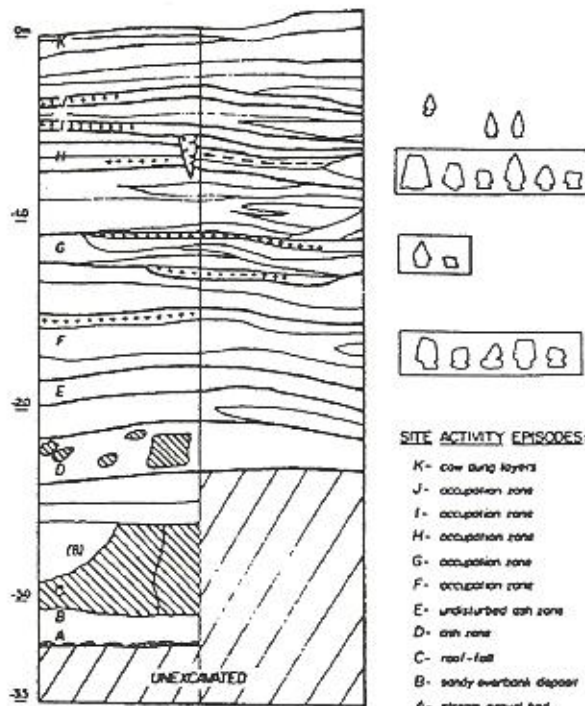 0m
K
J
I
H
-1.0
G
F
E
-2.0
D
(B)
C
-3.0
B
A
UNEXCAVATED
-3.5
SITE ACTIVITY EPISODES
K- cow dung layers
J- occupation zone
I- occupation zone
H- occupation zone
G- occupation zone
F- occupation zone
E- undisturbed ash zone
D- ash zone
C- roof-fall
B- sandy overbank deposit